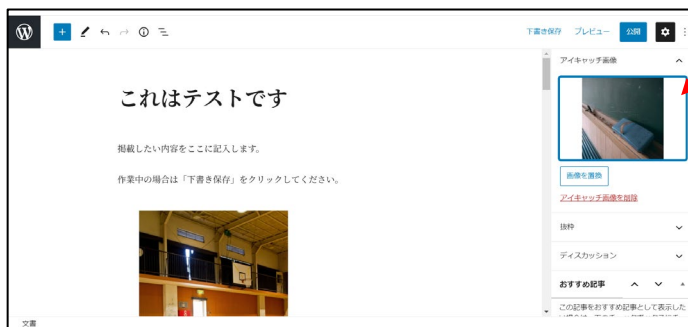 下書き保存 プレビュー 公開
アイキャッチ画像
これはテストです
掲載したい内容をここに記入します。
作業中の場合は「下書き保存」をクリックしてください。
画像を置換
アイキャッチ画像を削除
抜粋
ディスカッション
おすすめ記事
この記事をおすすめ記事として表示した
文書